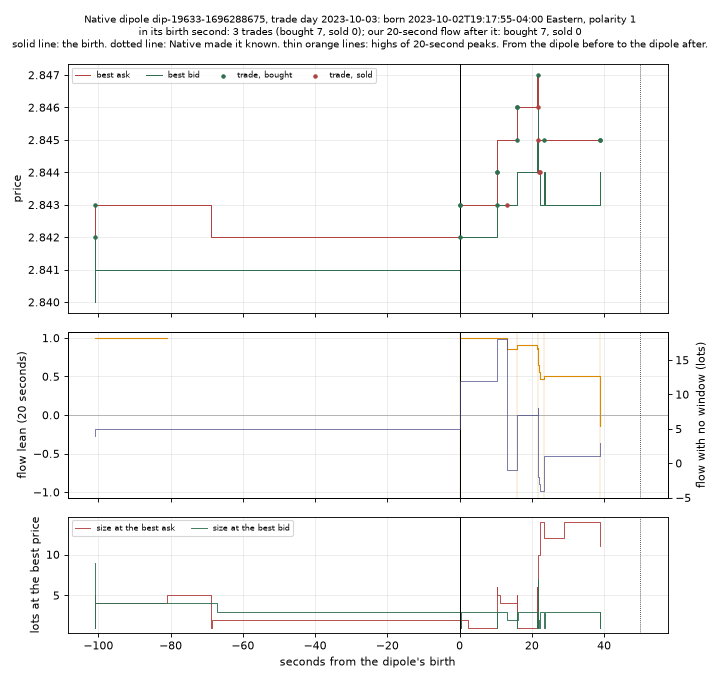 Native dipole dip-19633-1696288675, trade day 2023-10-03: born 2023-10-02T19:17:55-04:00 Eastern, polarity 1
in its birth second: 3 trades (bought 7, sold 0); our 20-second flow after it: bought 7, sold 0
solid line: the birth. dotted line: Native made it known. thin orange lines: highs of 20-second peaks. From the dipole before to the dipole after.
best ask
best bid
trade, bought
trade, sold
2.847
2.846
2.845
2.844
2.843
2.842
2.841
2.840
price
1.0
0.5
0.0
−0.5
−1.0
flow lean (20 seconds)
15
10
5
0
−5
flow with no window (lots)
size at the best ask
size at the best bid
10
5
lots at the best price
−100
−80
−60
−40
−20
0
20
40
seconds from the dipole's birth